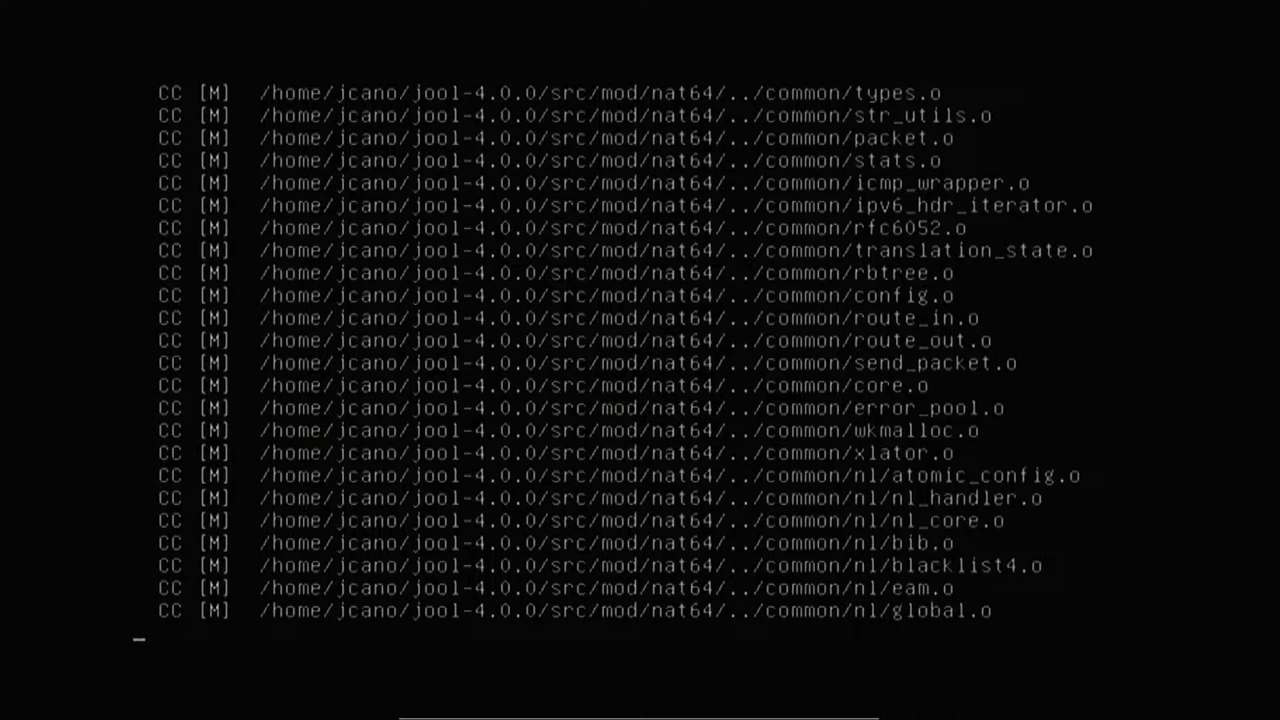 CC [M] /home/jcano/jool-4.0.0/src/mod/nat64/../common/types.o
CC [M] /home/jcano/jool-4.0.0/src/mod/nat64/../common/str_utils.o
CC [M] /home/jcano/jool-4.0.0/src/mod/nat64/../common/packet.o
CC [M] /home/jcano/jool-4.0.0/src/mod/nat64/../common/stats.o
CC [M] /home/jcano/jool-4.0.0/src/mod/nat64/../common/icmp_wrapper.o
CC [M] /home/jcano/jool-4.0.0/src/mod/nat64/../common/ipv6_hdr_iterator.o
CC [M] /home/jcano/jool-4.0.0/src/mod/nat64/../common/rfc6052.o
CC [M] /home/jcano/jool-4.0.0/src/mod/nat64/../common/translation_state.o
CC [M] /home/jcano/jool-4.0.0/src/mod/nat64/../common/rbtree.o
CC [M] /home/jcano/jool-4.0.0/src/mod/nat64/../common/config.o
CC [M] /home/jcano/jool-4.0.0/src/mod/nat64/../common/route_in.o
CC [M] /home/jcano/jool-4.0.0/src/mod/nat64/../common/route_out.o
CC [M] /home/jcano/jool-4.0.0/src/mod/nat64/../common/send_packet.o
CC [M] /home/jcano/jool-4.0.0/src/mod/nat64/../common/core.o
CC [M] /home/jcano/jool-4.0.0/src/mod/nat64/../common/error_pool.o
CC [M] /home/jcano/jool-4.0.0/src/mod/nat64/../common/wkmalloc.o
CC [M] /home/jcano/jool-4.0.0/src/mod/nat64/../common/xlator.o
CC [M] /home/jcano/jool-4.0.0/src/mod/nat64/../common/nl/atomic_config.o
CC [M] /home/jcano/jool-4.0.0/src/mod/nat64/../common/nl/nl_handler.o
CC [M] /home/jcano/jool-4.0.0/src/mod/nat64/../common/nl/nl_core.o
CC [M] /home/jcano/jool-4.0.0/src/mod/nat64/../common/nl/bib.o
CC [M] /home/jcano/jool-4.0.0/src/mod/nat64/../common/nl/blacklist4.o
CC [M] /home/jcano/jool-4.0.0/src/mod/nat64/../common/nl/eam.o
CC [M] /home/jcano/jool-4.0.0/src/mod/nat64/../common/nl/global.o